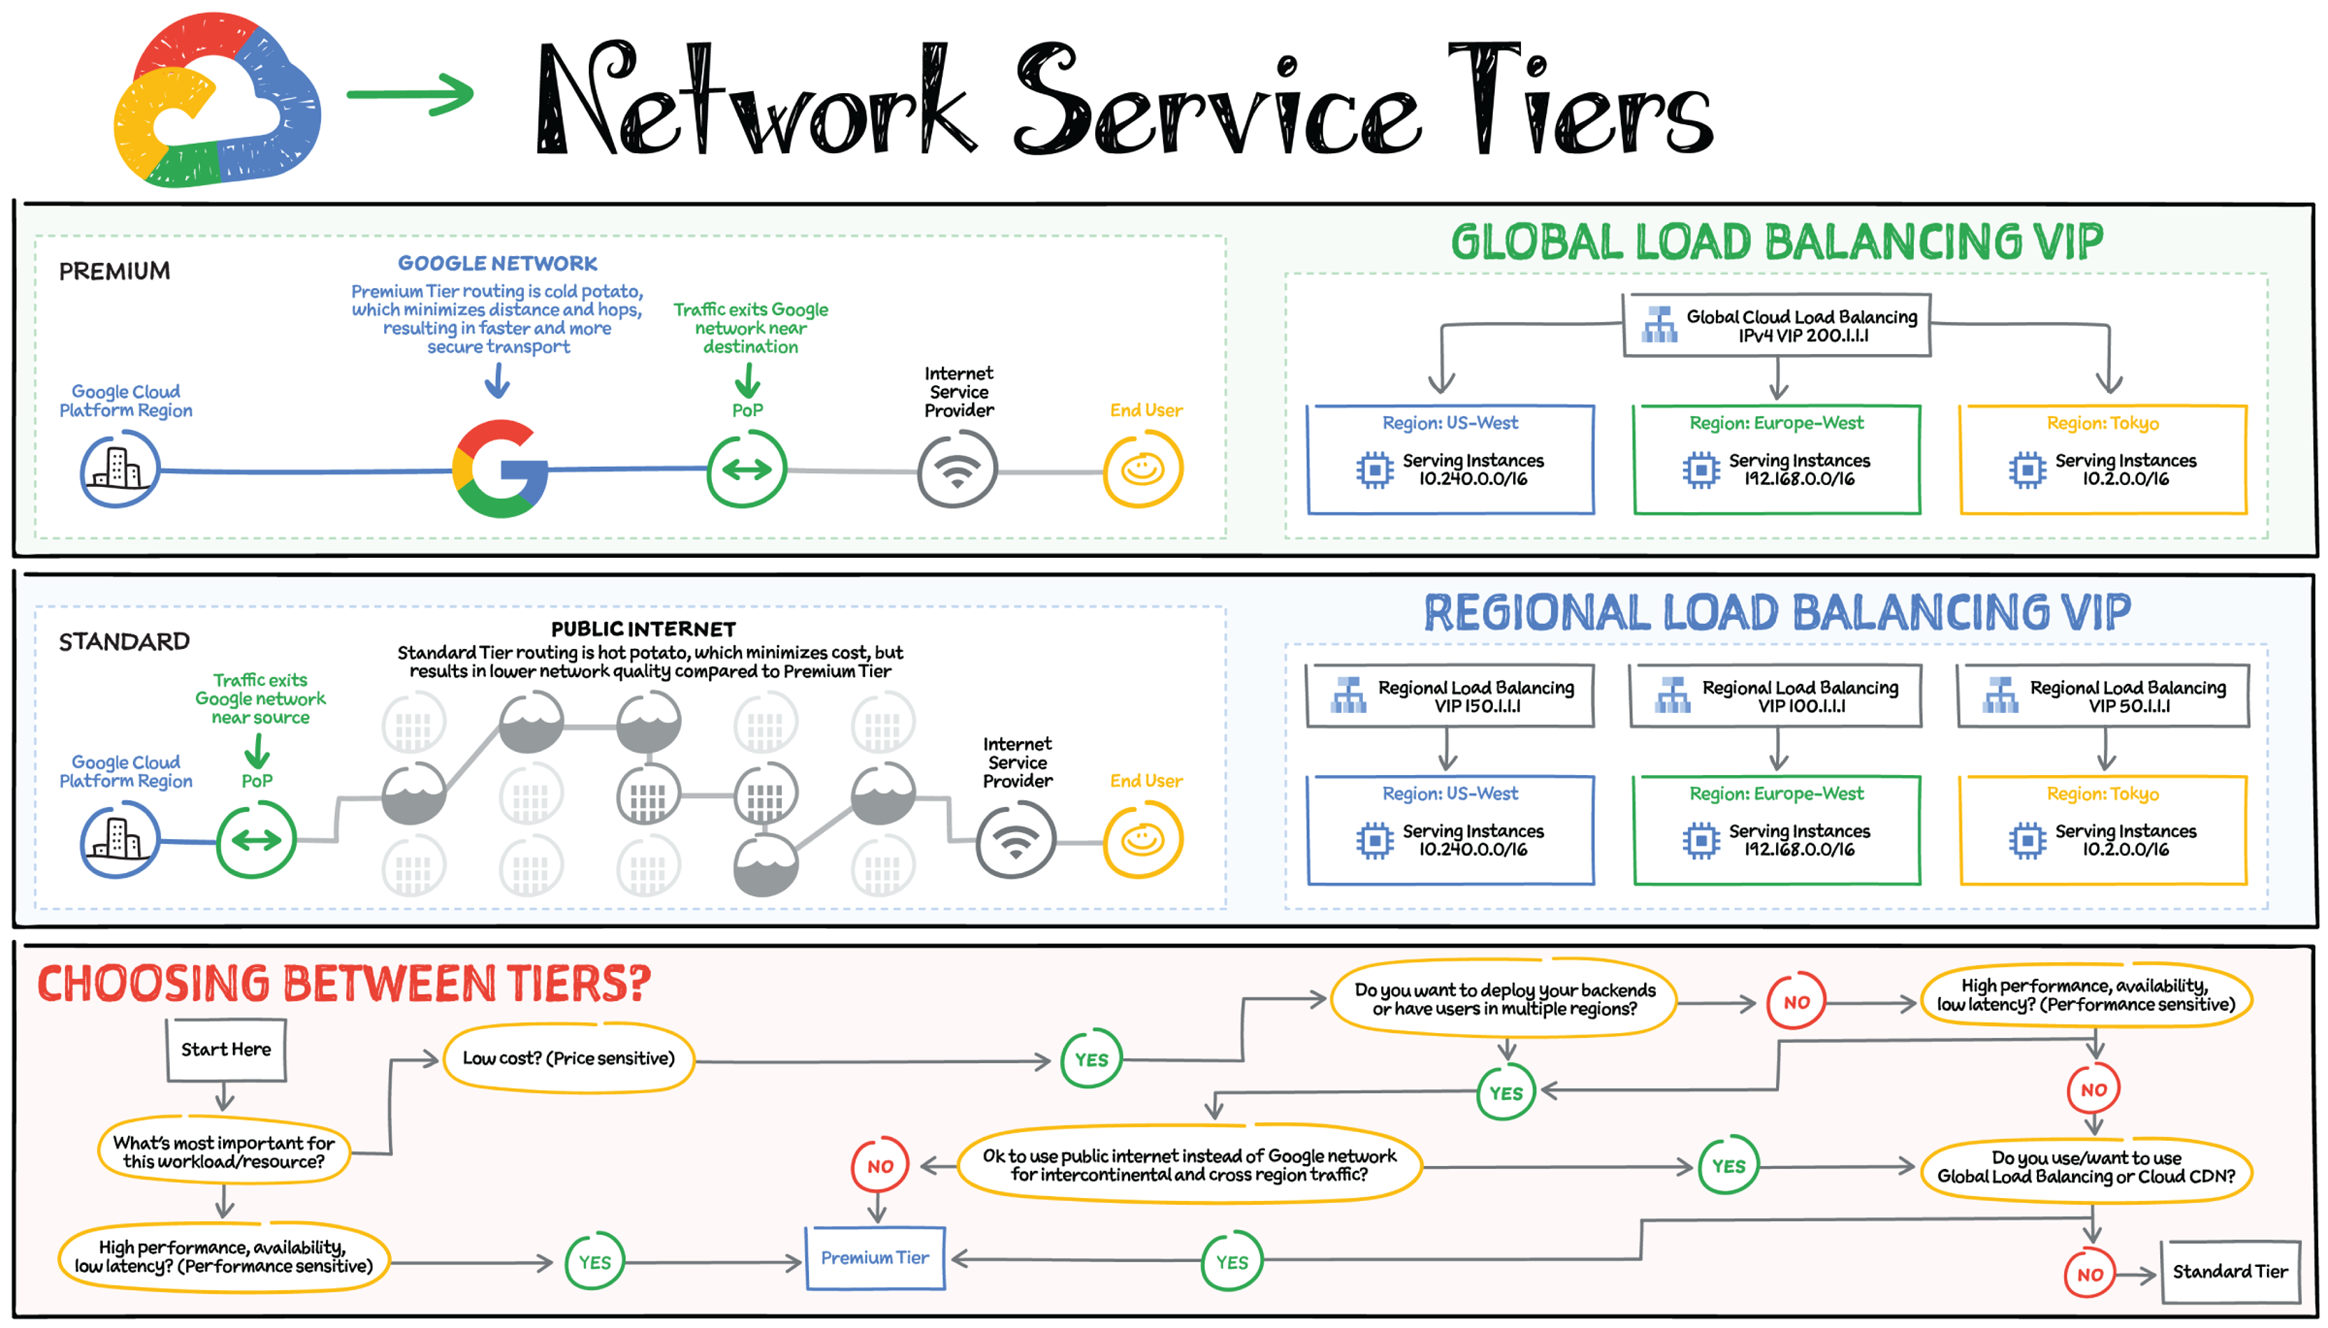 Network Service Tiers
PREMIUM
GOOGLE NETWORK
Premium Tier routing is cold potato,
which minimizes distance and hops,
resulting in faster and more
secure transport
Traffic exits Google
network near
destination
Google Cloud
Platform Region
PoP
Internet
Service
Provider
End User
GLOBAL LOAD BALANCING VIP
Global Cloud Load Balancing
IPv4 VIP 200.1.1.1
Region: US-West
Serving Instances
10.240.0.0/16
Region: Europe-West
Serving Instances
192.168.0.0/16
Region: Tokyo
Serving Instances
10.2.0.0/16
STANDARD
PUBLIC INTERNET
Standard Tier routing is hot potato, which minimizes cost, but
results in lower network quality compared to Premium Tier
Traffic exits
Google network
near source
Google Cloud
Platform Region
PoP
Internet
Service
Provider
End User
REGIONAL LOAD BALANCING VIP
Regional Load Balancing
VIP 150.1.1.1
Regional Load Balancing
VIP 100.1.1.1
Regional Load Balancing
VIP 50.1.1.1
Region: US-West
Serving Instances
10.240.0.0/16
Region: Europe-West
Serving Instances
192.168.0.0/16
Region: Tokyo
Serving Instances
10.2.0.0/16
CHOOSING BETWEEN TIERS?
Start Here
What's most important for
this workload/resource?
Low cost? (Price sensitive)
YES
Do you want to deploy your backends
or have users in multiple regions?
NO
High performance, availability,
low latency? (Performance sensitive)
YES
NO
NO
Ok to use public internet instead of Google network
for intercontinental and cross region traffic?
YES
Do you use/want to use
Global Load Balancing or Cloud CDN?
High performance, availability,
low latency? (Performance sensitive)
YES
Premium Tier
YES
NO
Standard Tier